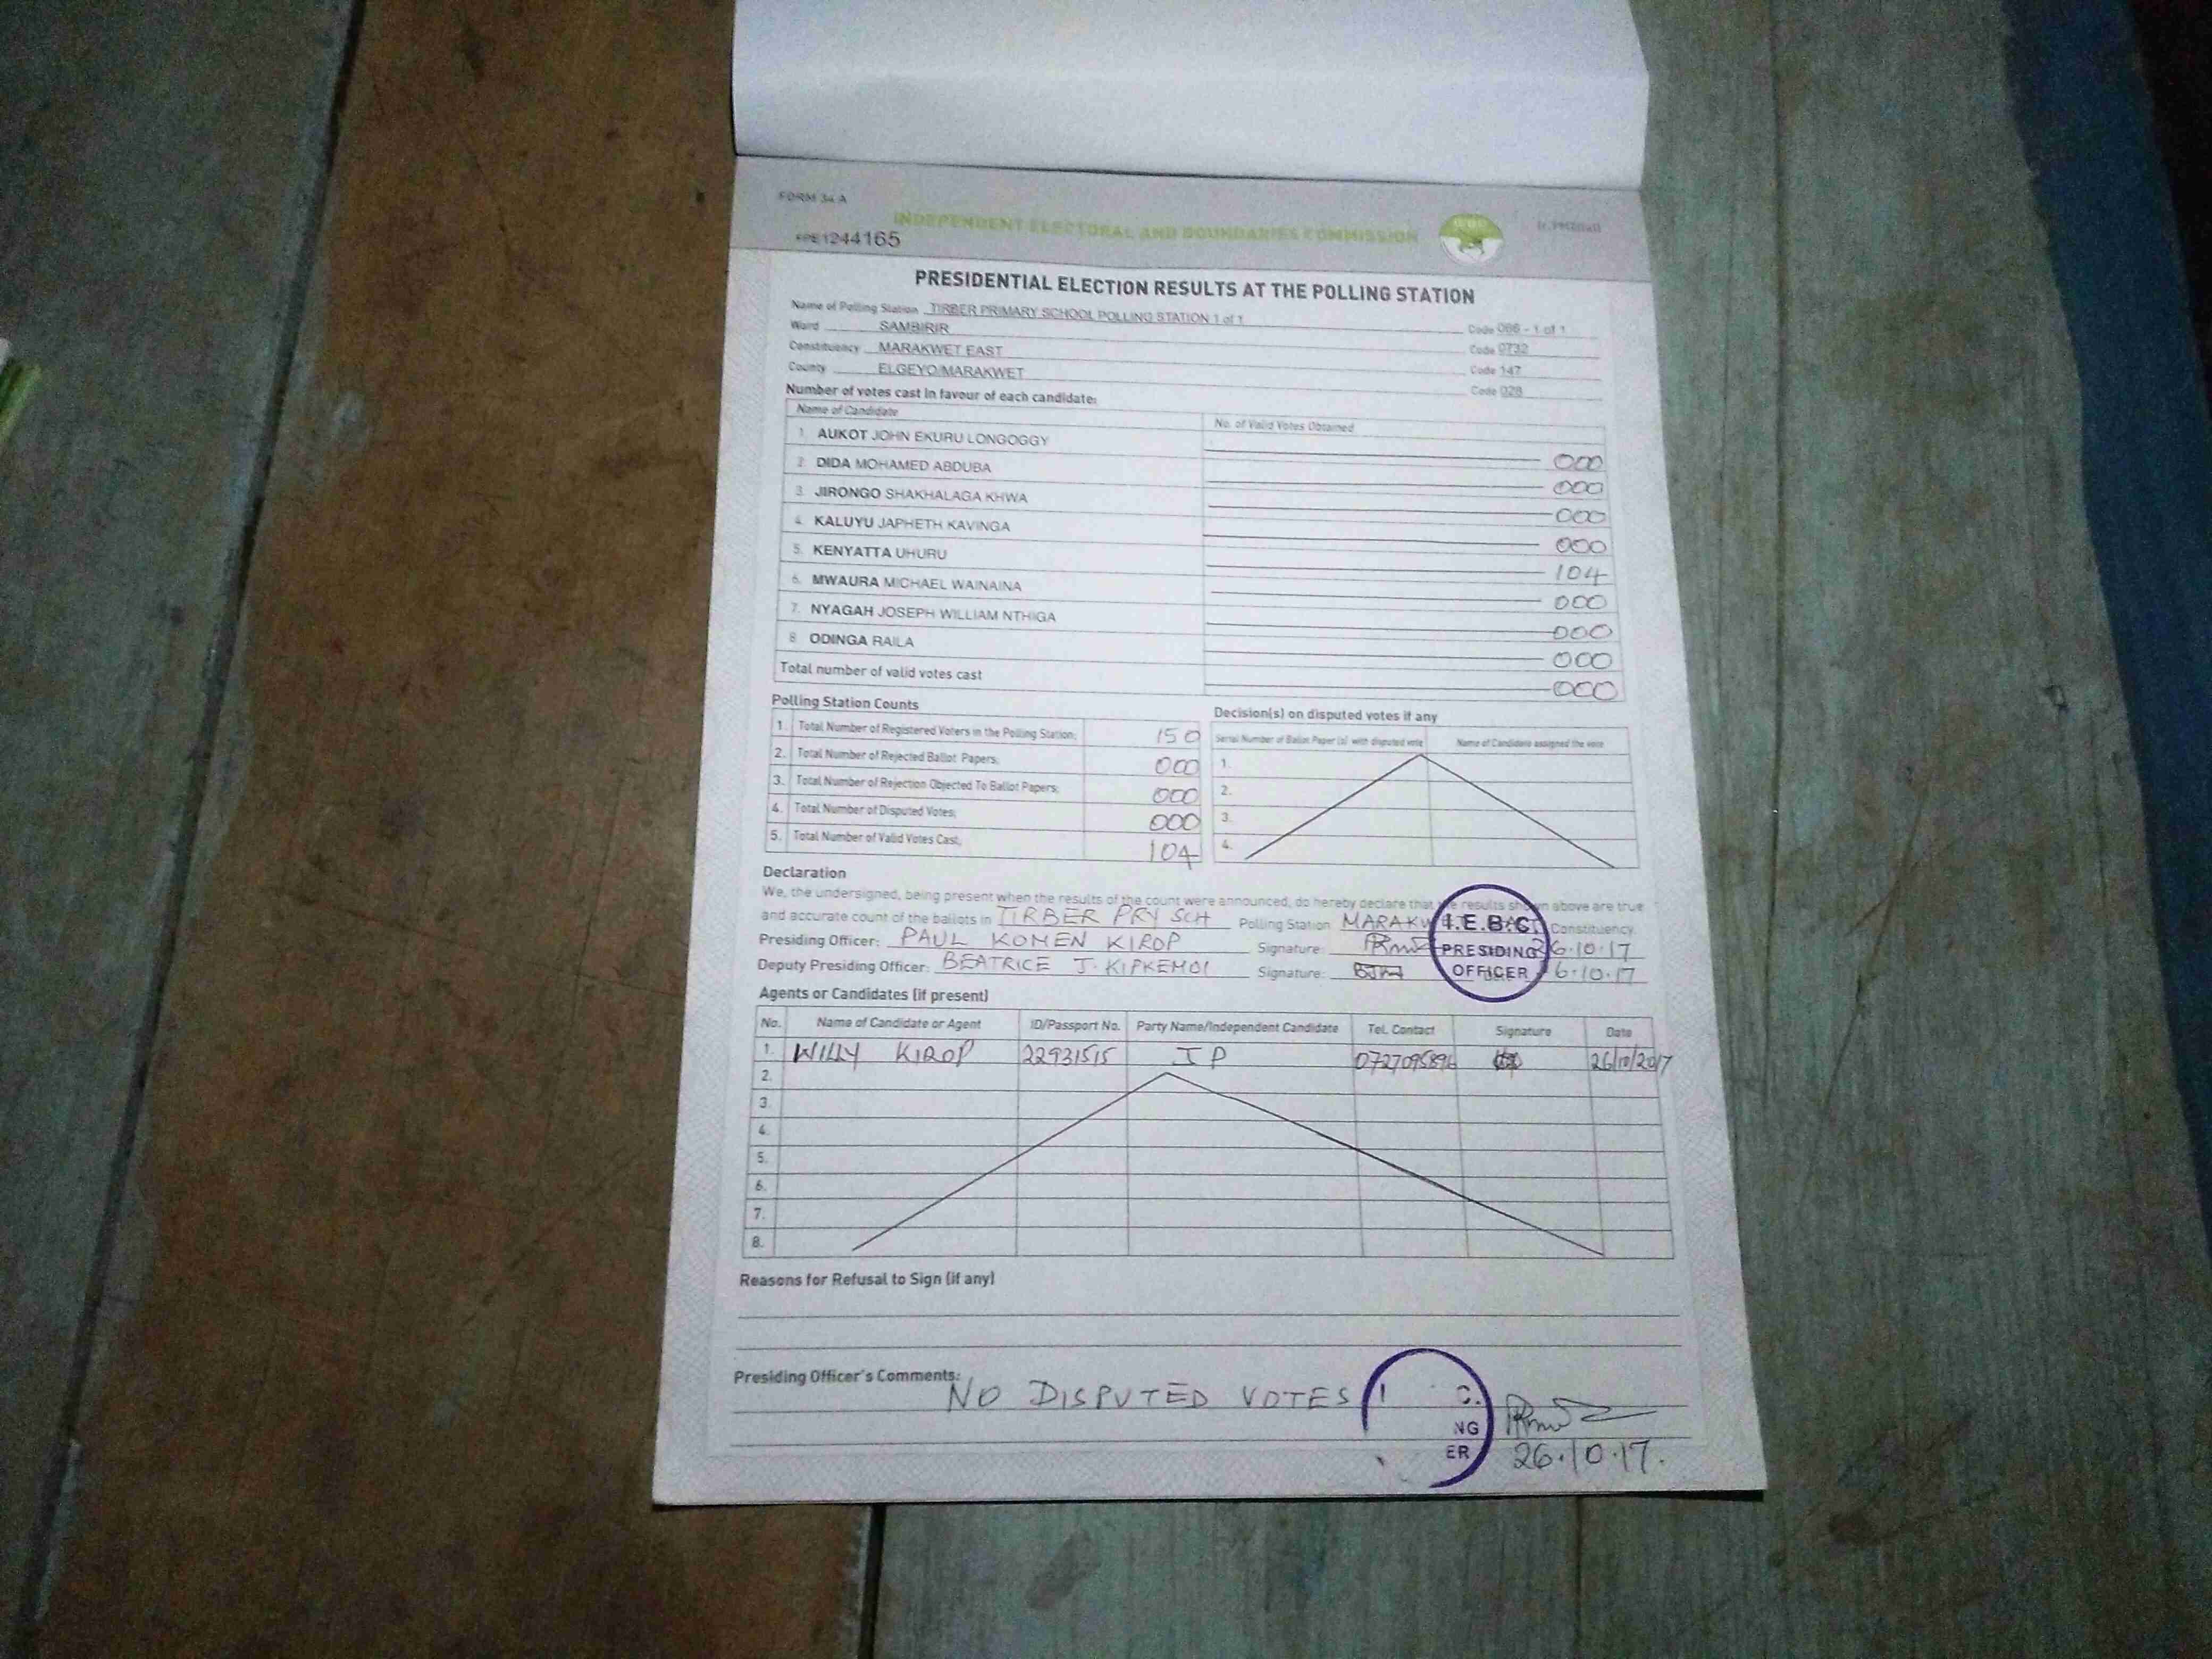 FORM 34 A
INDEPENDENT ELECTORAL AND BOUNDARIES COMMISSION
1244165
PRESIDENTIAL ELECTION RESULTS AT THE POLLING STATION
Name of Polling Station TIRBER PRIMARY SCHOOL POLLING STATION 1 of 1 Code 086 - 1 of 1
Ward SAMBIRIR Code 0732
Constituency MARAKWET EAST Code 147
County ELGEYO/MARAKWET Code 028
Number of votes cast in favour of each candidate:
Name of Candidate No. of Valid Votes Obtained
1. AUKOT JOHN EKURU LONGOGGY 000
2. DIDA MOHAMED ABDUBA 000
3. JIRONGO SHAKHALAGA KHWA 000
4. KALUYU JAPHETH KAVINGA 000
5. KENYATTA UHURU 104
6. MWAURA MICHAEL WAINAINA 000
7. NYAGAH JOSEPH WILLIAM NTHIGA 000
8 ODINGA RAILA 000
Total number of valid votes cast 000
Polling Station Counts
1. Total Number of Registered Voters in the Polling Station; 150
2. Total Number of Rejected Ballot Papers; 000
3. Total Number of Rejection Objected To Ballot Papers; 000
4. Total Number of Disputed Votes; 000
5. Total Number of Valid Votes Cast; 104
Decision(s) on disputed votes if any
Serial Number of Ballot Paper (s) with disputed vote Name of Candidate assigned the vote
1.
2.
3.
4.
Declaration
We, the undersigned, being present when the results of the count were announced, do hereby declare that the results shown above are true
and accurate count of the ballots in TIRBER PRY SCH Polling Station MARAKW Constituency.
Presiding Officer: PAUL KOMEN KIROP Signature: 26.10.17
Deputy Presiding Officer: BEATRICE J. KIPKEMOI Signature: BJM 26.10.17
I.E.B.C.
PRESIDING
OFFICER
Agents or Candidates (if present)
No. Name of Candidate or Agent ID/Passport No. Party Name/Independent Candidate Tel. Contact Signature Date
1. WILLY KIROP 22931515 JP 0727095896 26/10/2017
2.
3.
4.
5.
6.
7.
8.
Reasons for Refusal to Sign (if any)
Presiding Officer's Comments:
NO DISPUTED VOTES
C.
NG
ER
26.10.17.